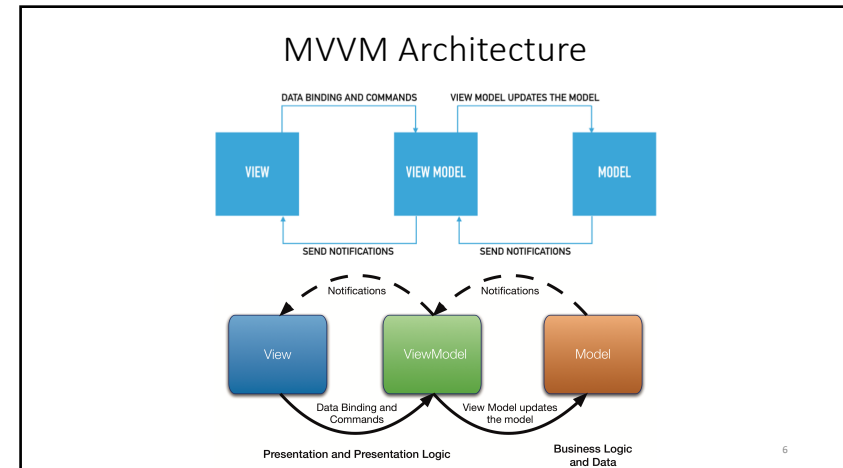 MVVM Architecture
DATA BINDING AND COMMANDS
VIEW MODEL UPDATES THE MODEL
VIEW
VIEW MODEL
MODEL
SEND NOTIFICATIONS
SEND NOTIFICATIONS
Notifications
Notifications
View
ViewModel
Model
Data Binding and
Commands
View Model updates
the model
Presentation and Presentation Logic
Business Logic
and Data
6